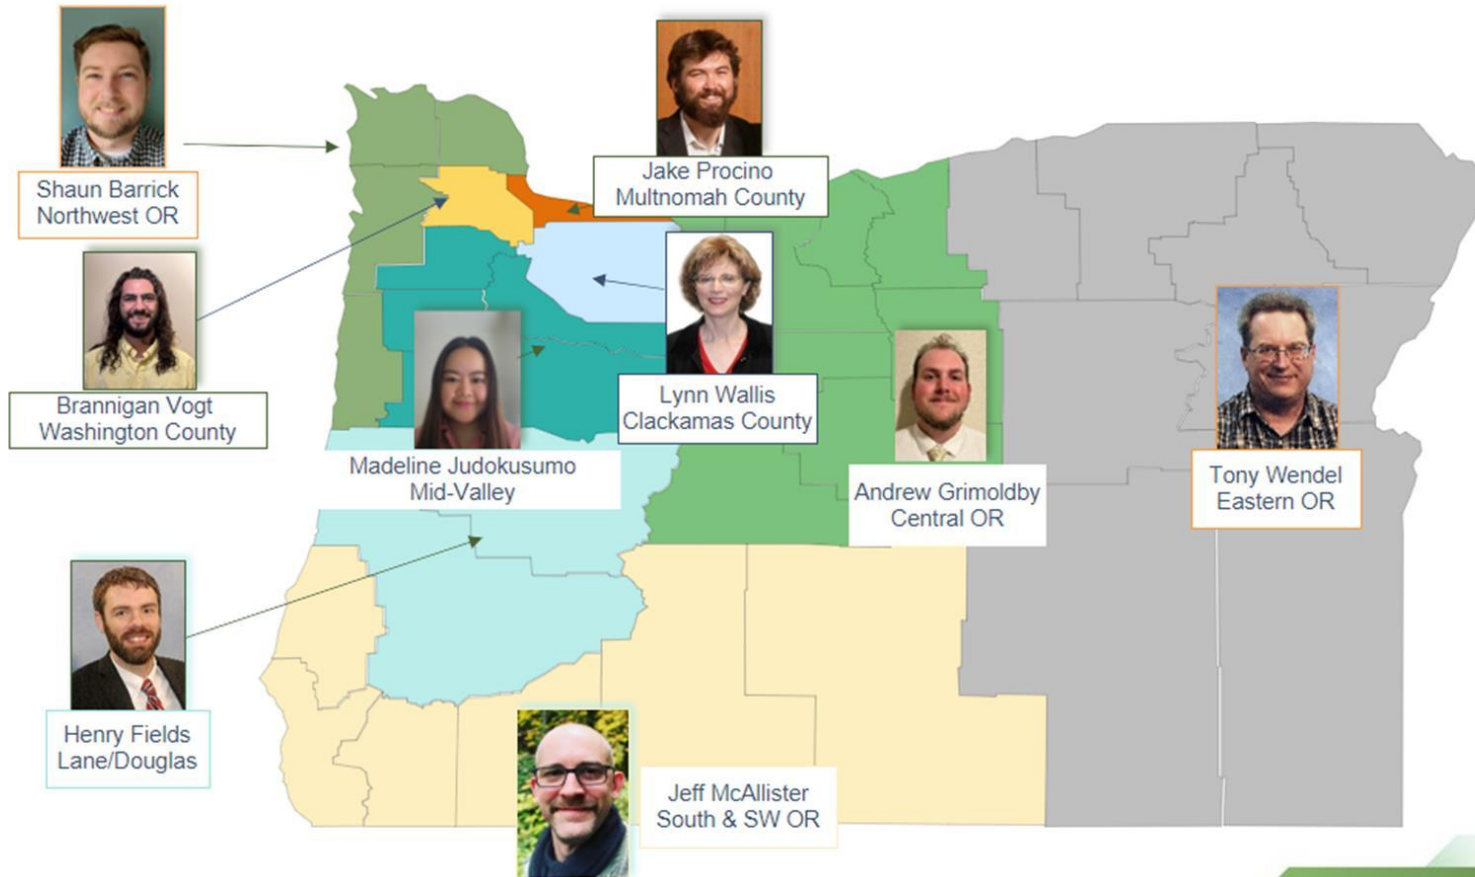 Shaun Barrick
Northwest OR
Jake Procino
Multnomah County
Brannigan Vogt
Washington County
Lynn Wallis
Clackamas County
Madeline Judokusumo
Mid-Valley
Andrew Grimoldby
Central OR
Tony Wendel
Eastern OR
Henry Fields
Lane/Douglas
Jeff McAllister
South & SW OR